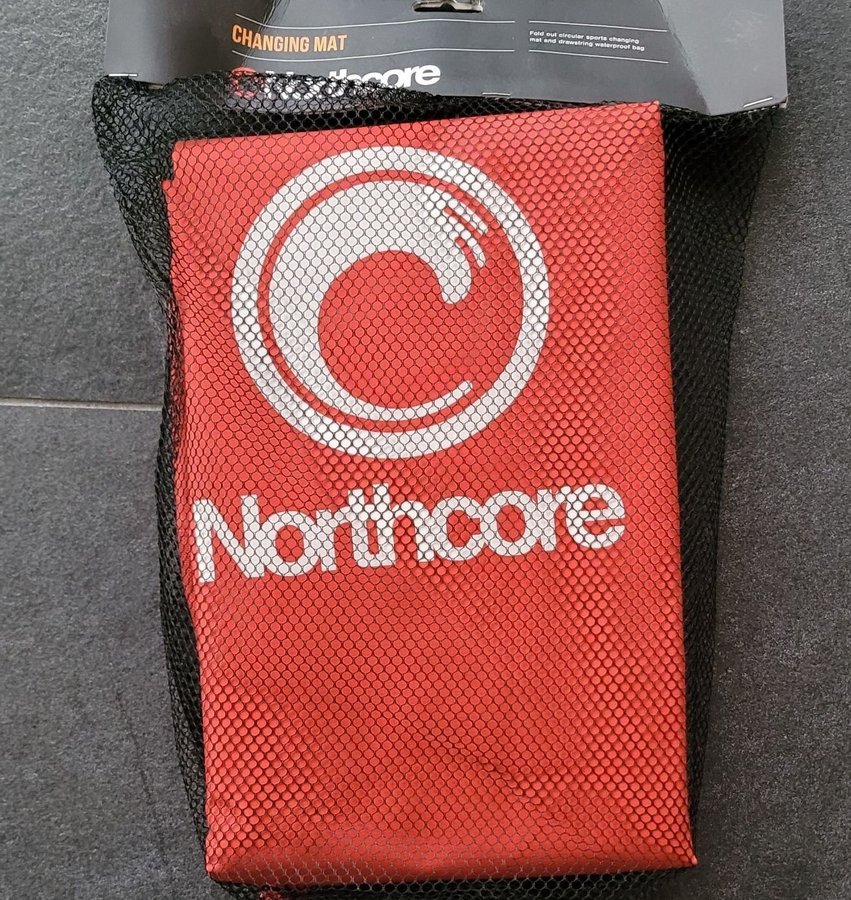 CHANGING MAT
Fold out circular sports changing
mat and drawstring waterproof bag
Northcore
Northcore